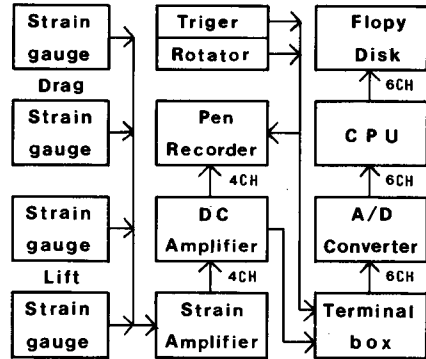 Strain
gauge
Drag
Strain
gauge
Strain
gauge
Lift
Strain
gauge
Triger
Rotator
Pen
Recorder
4CH
DC
Amplifier
4CH
Strain
Amplifier
Flopy
Disk
6CH
CPU
6CH
A/D
Converter
6CH
Terminal
box